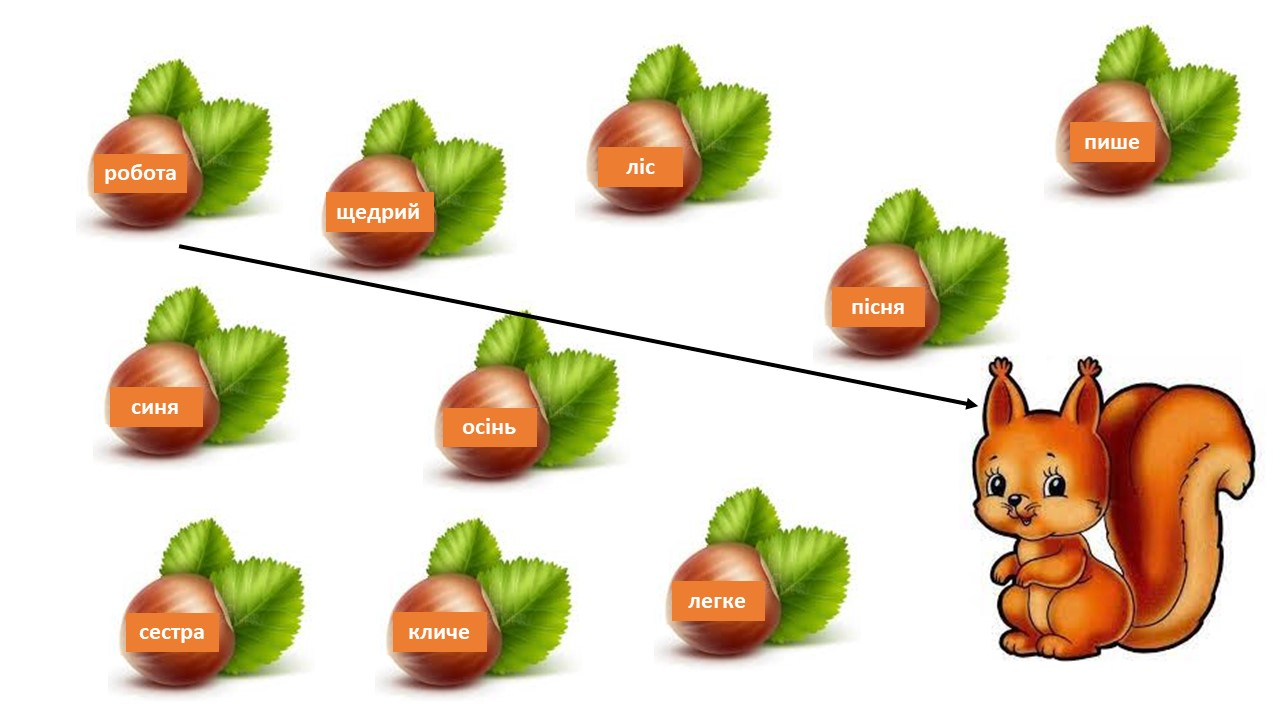 робота
щедрий
ліс
пише
пісня
синя
осінь
сестра
кличе
легке